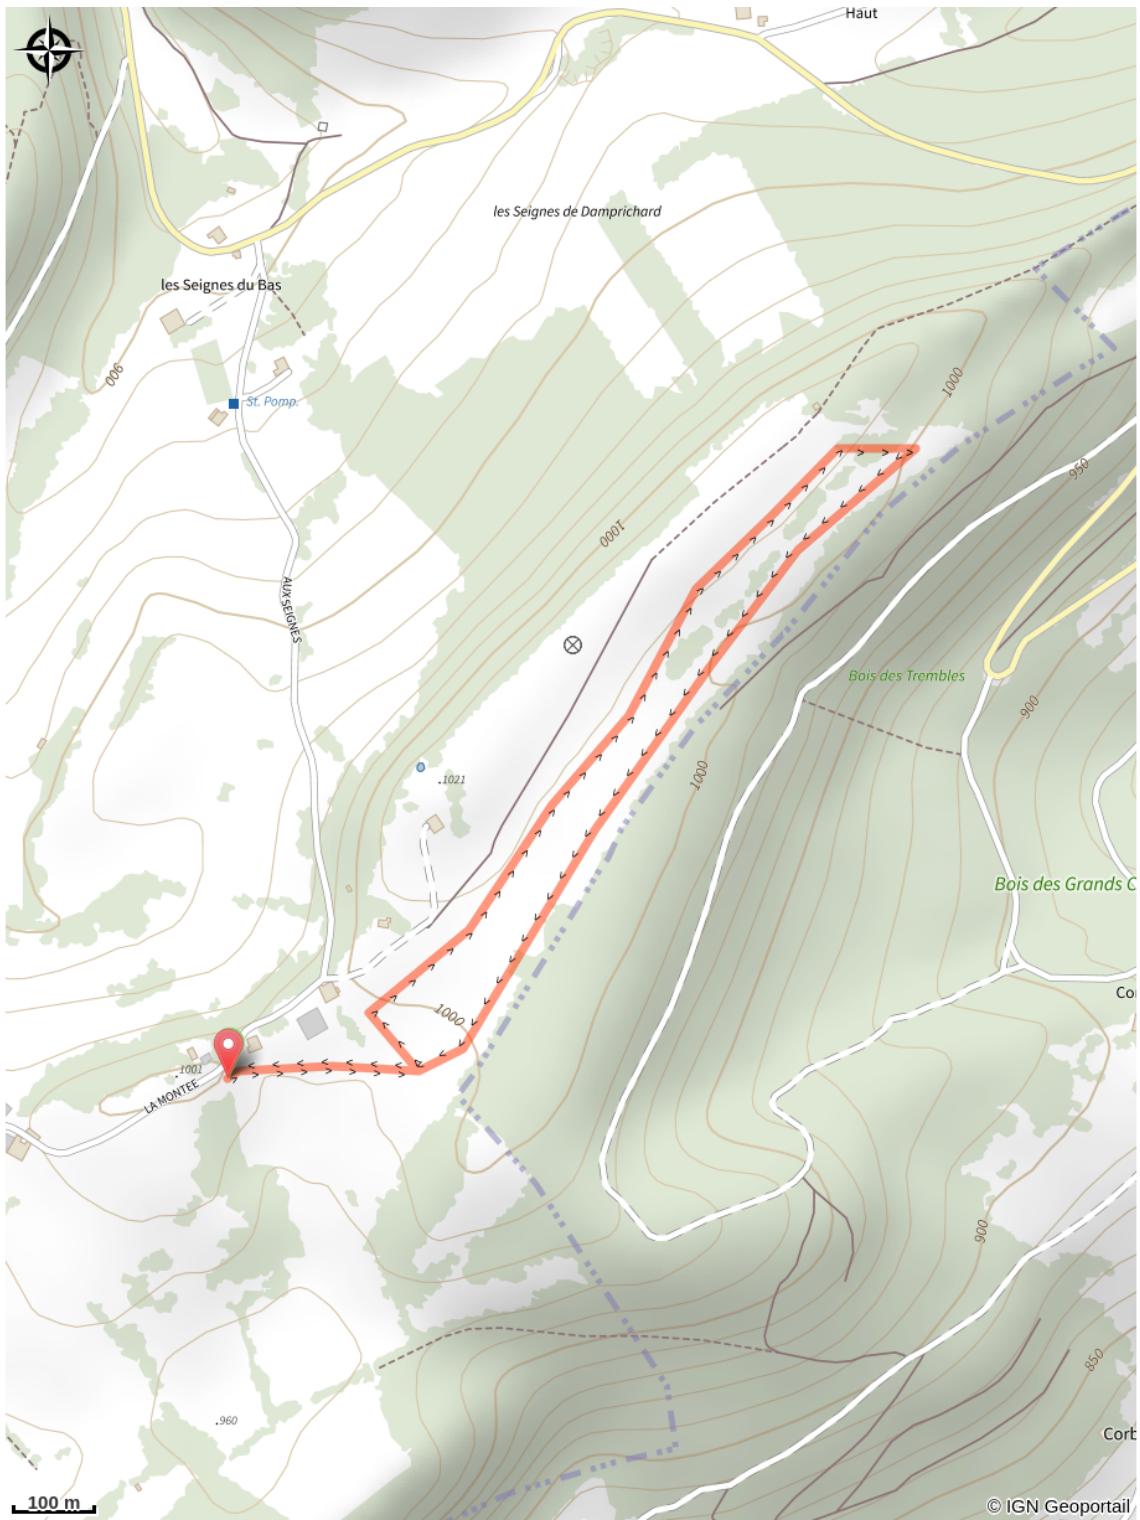 Haut
les Seignes de Damprichard
les Seignes du Bas
900
St. Pomp.
1000
950
1000
AUX SEIGNES
Bois des Trembles
900
.1021
1000
Bois des Grands C
Cor
1000
.1001
LA MONTEE
900
850
.960
Corb
100 m
© IGN Geoportail